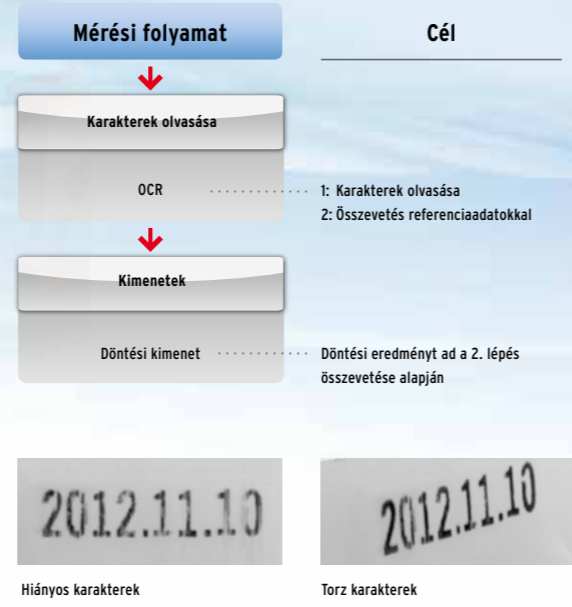 Mérési folyamat
Cél
Karakterek olvasása
OCR
1: Karakterek olvasása
2: Összevetés referenciaadatokkal
Kimenetek
Döntési kimenet
Döntési eredményt ad a 2. lépés
összevetése alapján
2012.11.10
2012.11.10
Hiányos karakterek
Torz karakterek